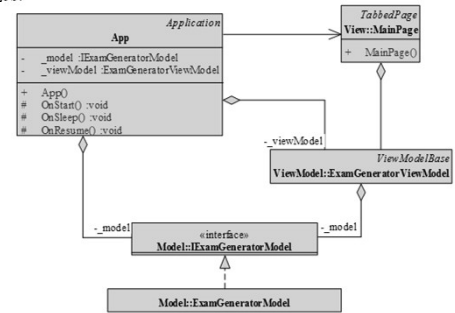 Application
App
- _model :IExamGeneratorModel
- _viewModel :ExamGeneratorViewModel
+ App()
# OnStart() :void
# OnSleep() :void
# OnResume() :void
TabbedPage
View::MainPage
+ MainPage()
-_viewModel
ViewModelBase
ViewModel::ExamGeneratorViewModel
-_model
-_model
«interface»
Model::IExamGeneratorModel
Model::ExamGeneratorModel